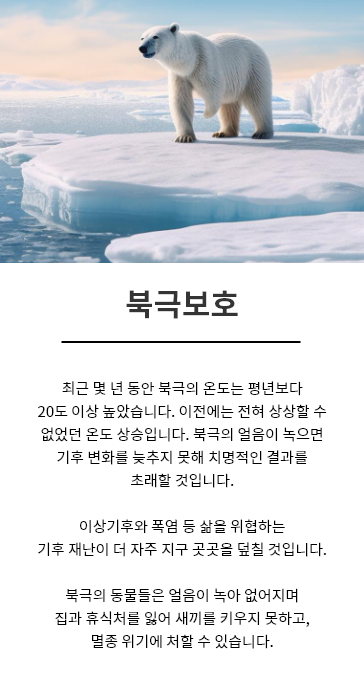 북극보호
최근 몇 년 동안 북극의 온도는 평년보다
20도 이상 높았습니다. 이전에는 전혀 상상할 수
없었던 온도 상승입니다. 북극의 얼음이 녹으면
기후 변화를 늦추지 못해 치명적인 결과를
초래할 것입니다.
이상기후와 폭염 등 삶을 위협하는
기후 재난이 더 자주 지구 곳곳을 덮칠 것입니다.
북극의 동물들은 얼음이 녹아 없어지며
집과 휴식처를 잃어 새끼를 키우지 못하고,
멸종 위기에 처할 수 있습니다.